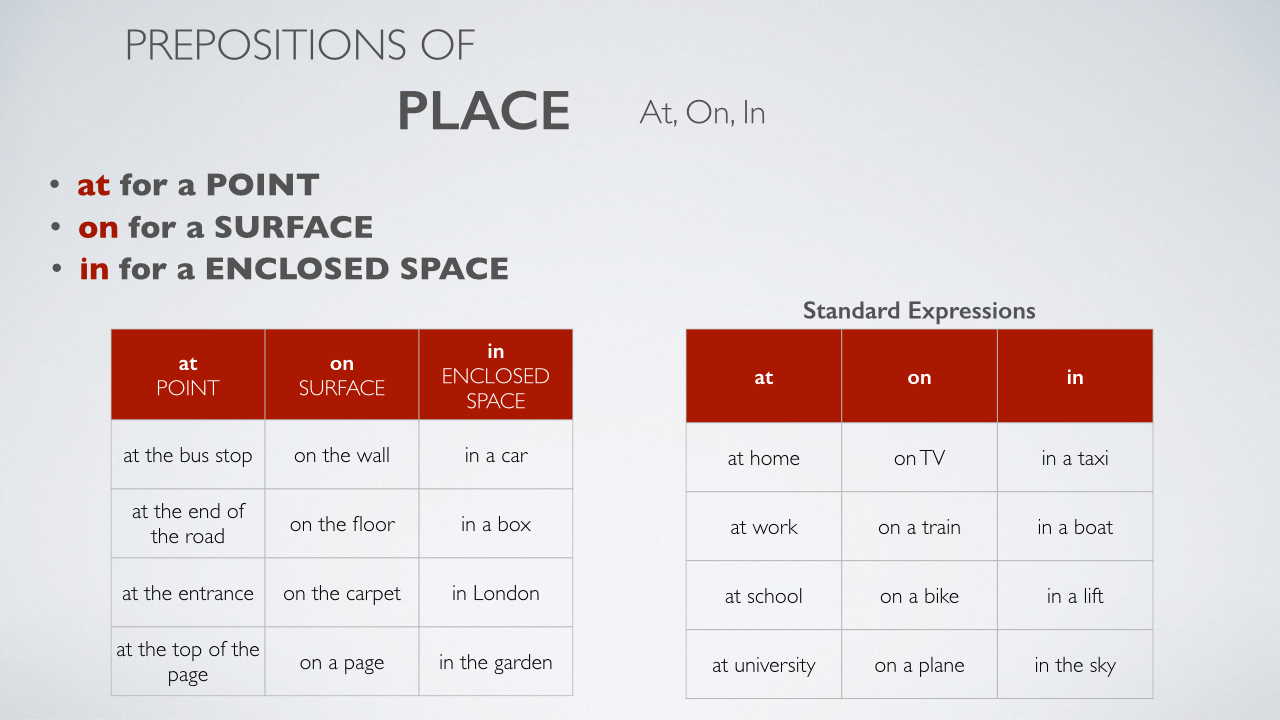 PREPOSITIONS OF
PLACE At, On, In
• at for a POINT
• on for a SURFACE
• in for a ENCLOSED SPACE
at
POINT
on
SURFACE
in
ENCLOSED
SPACE
at the bus stop on the wall in a car
at the end of
the road
on the floor in a box
at the entrance on the carpet in London
at the top of the
page
on a page in the garden
Standard Expressions
at on in
at home on TV in a taxi
at work on a train in a boat
at school on a bike in a lift
at university on a plane in the sky